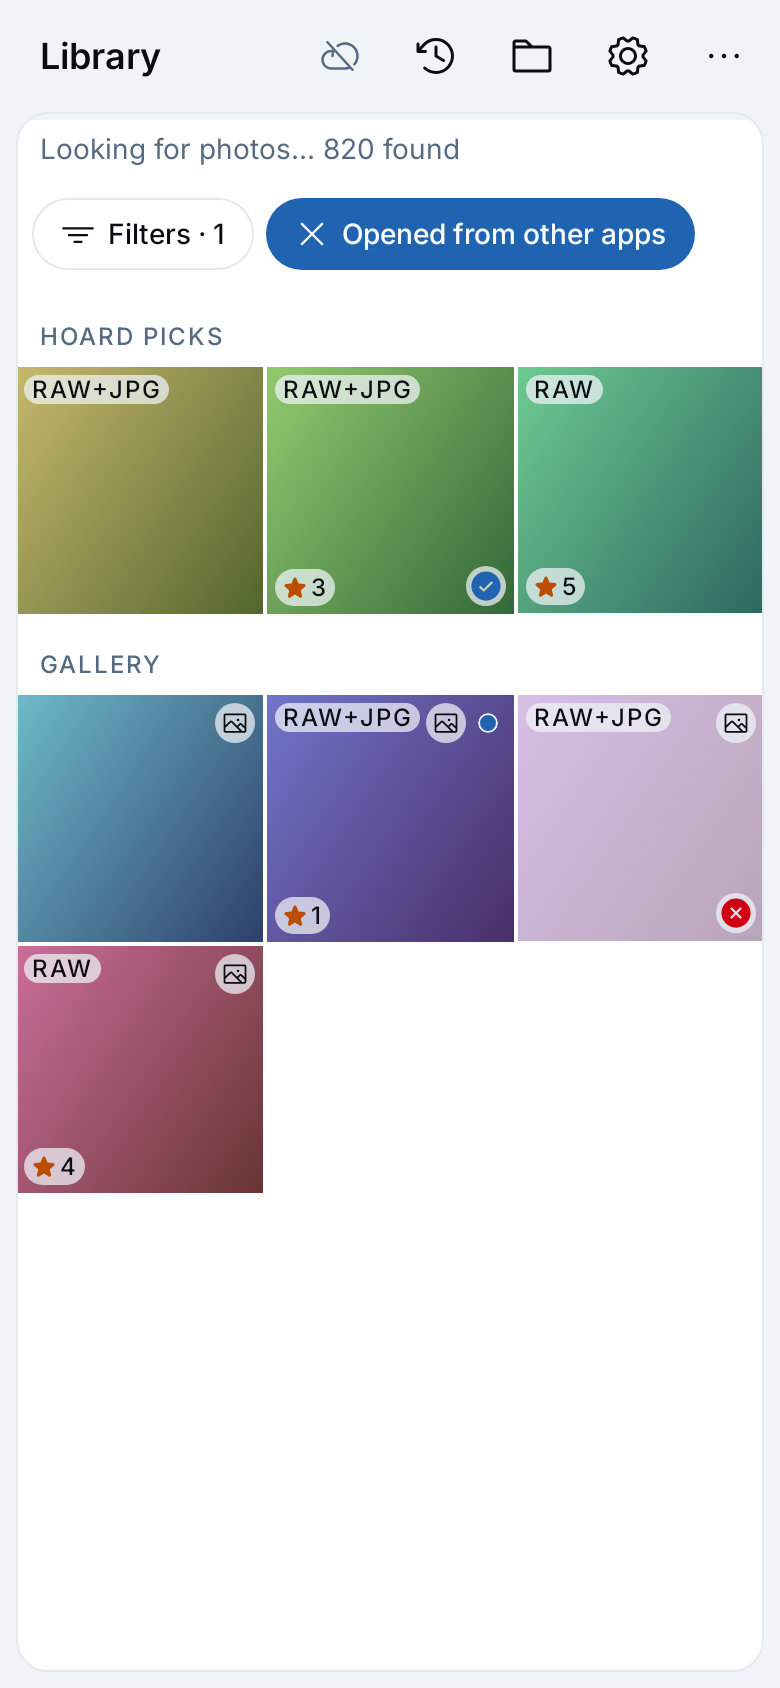 Library
Looking for photos... 820 found
Filters · 1
Opened from other apps
HOARD PICKS
RAW+JPG
RAW+JPG
RAW
3
5
GALLERY
RAW+JPG
RAW+JPG
1
RAW
4